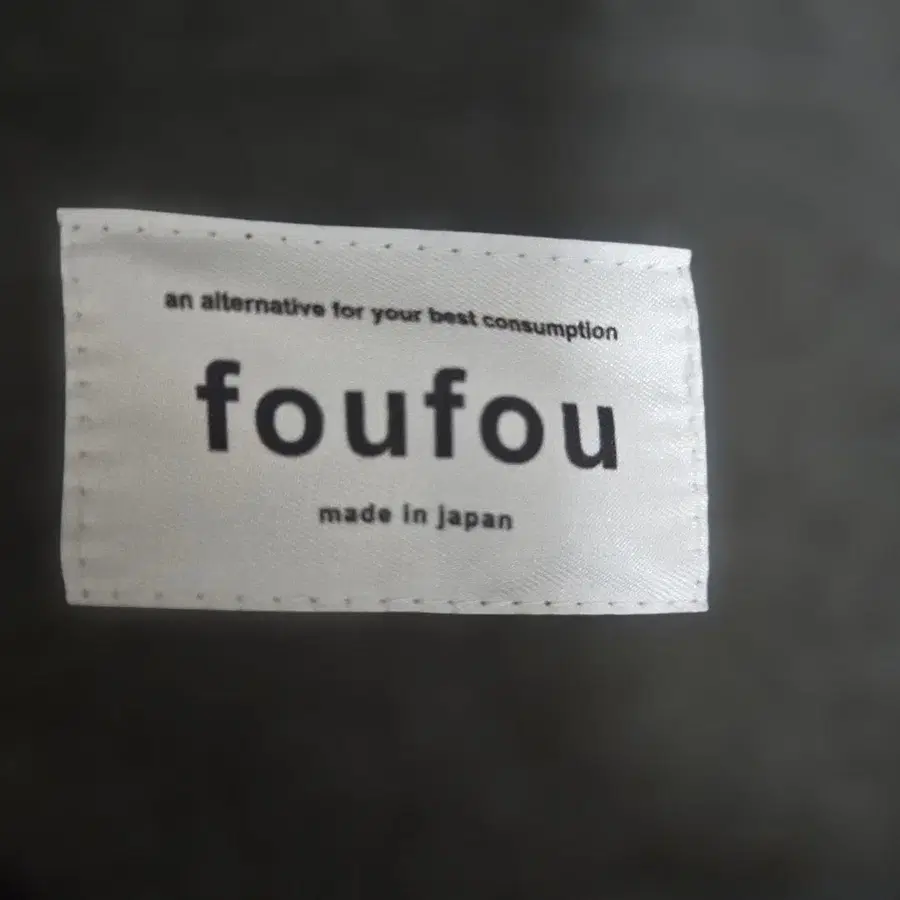 an alternative for your best consumption
foufou
made in japan